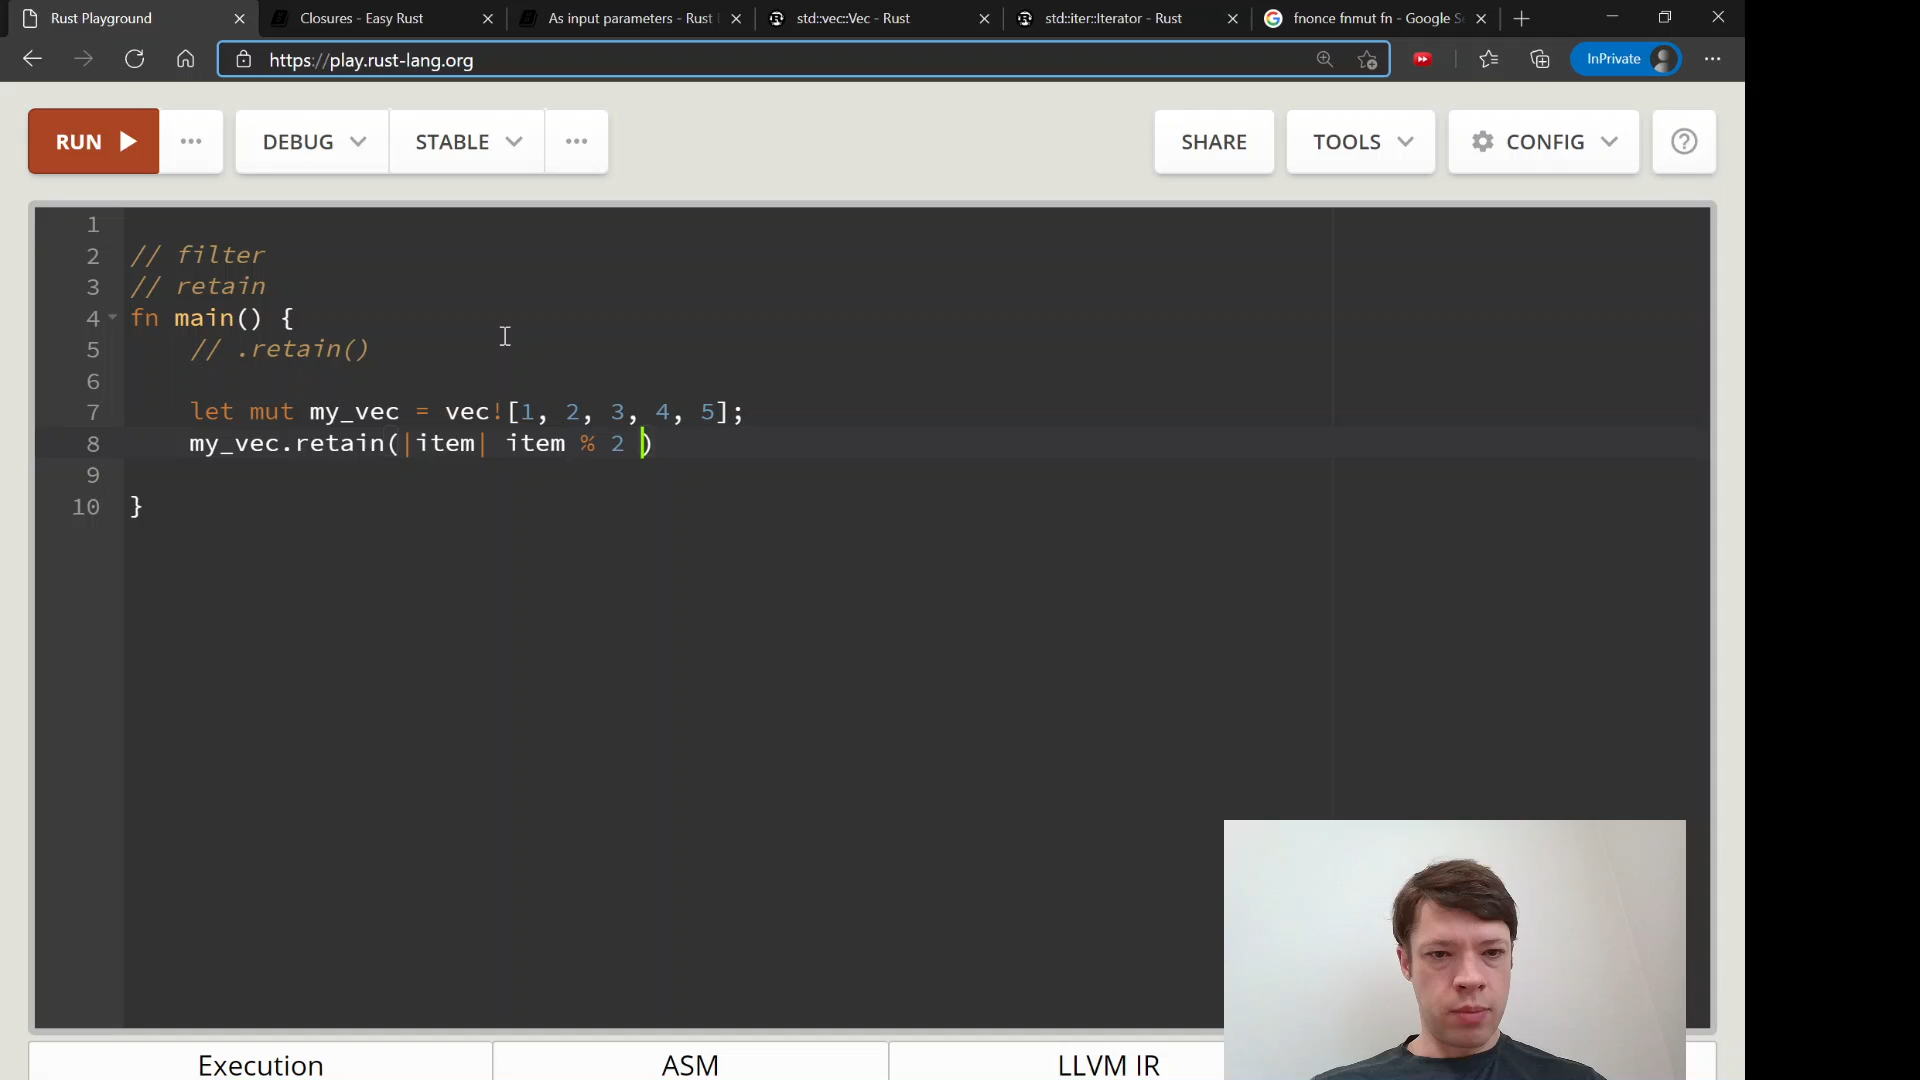 Rust Playground
Closures - Easy Rust
As input parameters - Rust
std::vec::Vec - Rust
std::iter::Iterator - Rust
fnonce fnmut fn - Google Se
https://play.rust-lang.org
InPrivate
RUN
DEBUG
STABLE
SHARE
TOOLS
CONFIG
1
2 // filter
3 // retain
4 fn main() {
5 // .retain()
6
7 let mut my_vec = vec![1, 2, 3, 4, 5];
8 my_vec.retain(|item| item % 2 )
9
10 }
Execution
ASM
LLVM IR